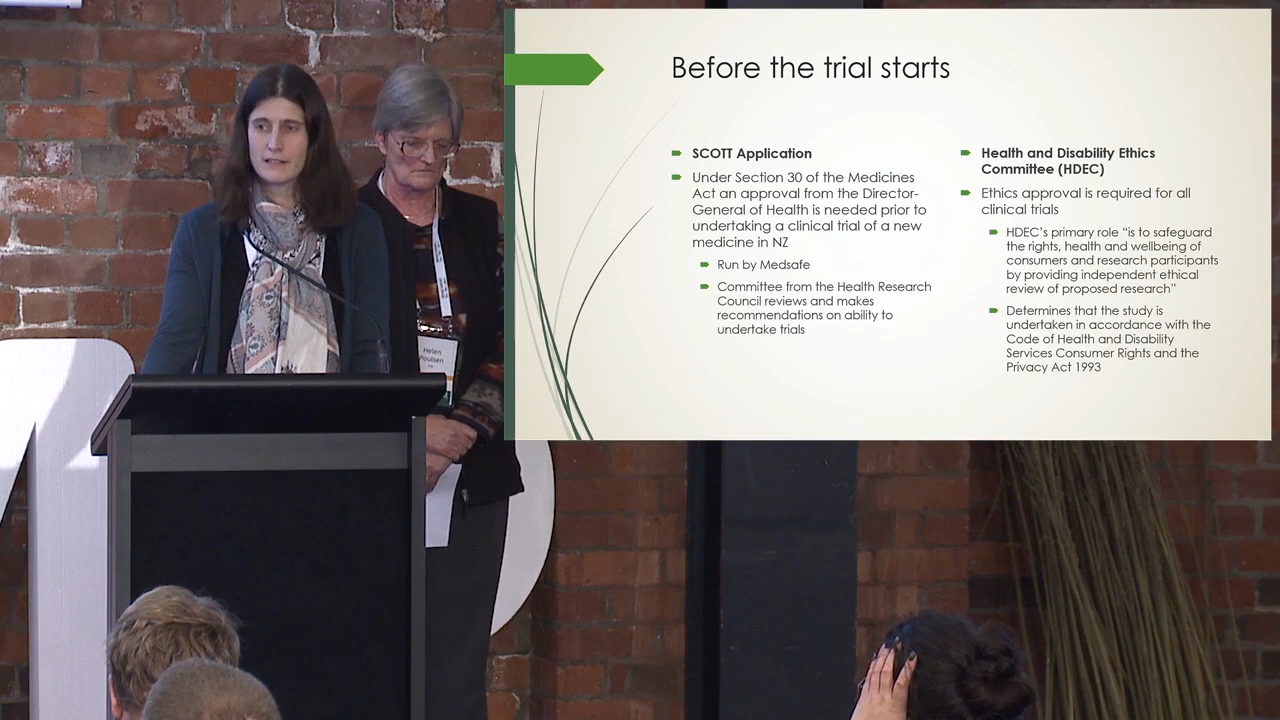 Before the trial starts
SCOTT Application
Under Section 30 of the Medicines
Act an approval from the Director-
General of Health is needed prior to
undertaking a clinical trial of a new
medicine in NZ
Run by Medsafe
Committee from the Health Research
Council reviews and makes
recommendations on ability to
undertake trials
Health and Disability Ethics
Committee (HDEC)
Ethics approval is required for all
clinical trials
HDEC’s primary role “is to safeguard
the rights, health and wellbeing of
consumers and research participants
by providing independent ethical
review of proposed research”
Determines that the study is
undertaken in accordance with the
Code of Health and Disability
Services Consumer Rights and the
Privacy Act 1993
Helen
Poulsen